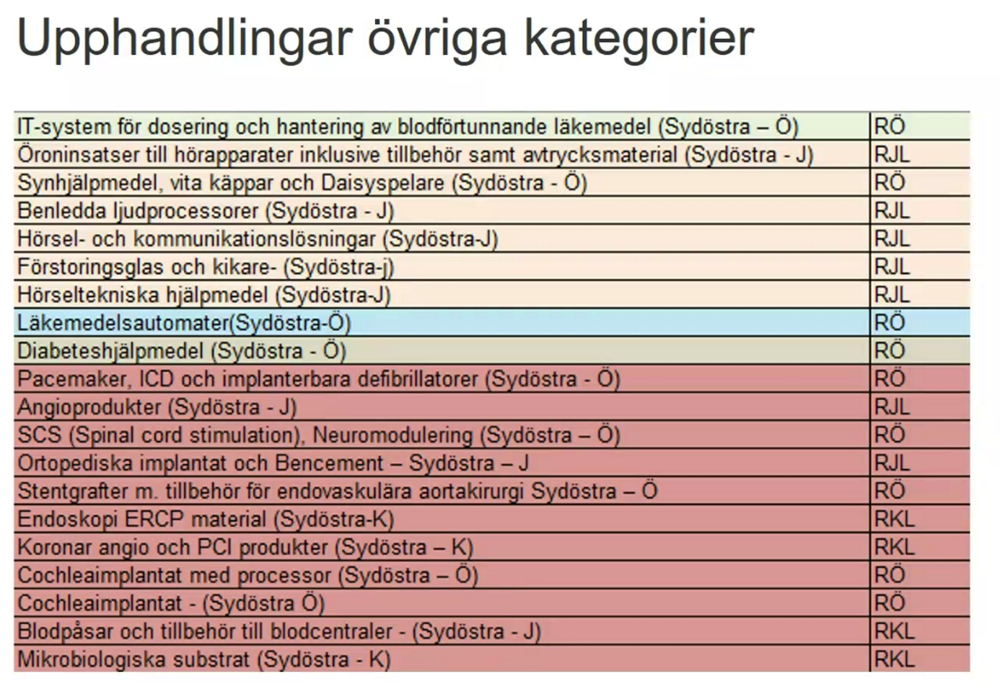 Upphandlingar övriga kategorier
IT-system för dosering och hantering av blodförtunnande läkemedel (Sydöstra – Ö) RÖ
Öroninsatser till hörapparater inklusive tillbehör samt avtrycksmaterial (Sydöstra - J) RJL
Synhjälpmedel, vita käppar och Daisyspelare (Sydöstra - Ö) RÖ
Benledda ljudprocessorer (Sydöstra - J) RJL
Hörsel- och kommunikationslösningar (Sydöstra-J) RJL
Förstoringsglas och kikare- (Sydöstra-j) RJL
Hörseltekniska hjälpmedel (Sydöstra-J) RJL
Läkemedelsautomater(Sydöstra-Ö) RÖ
Diabeteshjälpmedel (Sydöstra - Ö) RÖ
Pacemaker, ICD och implanterbara defibrillatorer (Sydöstra - Ö) RÖ
Angioprodukter (Sydöstra - J) RJL
SCS (Spinal cord stimulation), Neuromodulering (Sydöstra – Ö) RÖ
Ortopediska implantat och Bencement – Sydöstra – J RJL
Stentgrafter m. tillbehör för endovaskulära aortakirurgi Sydöstra – Ö RÖ
Endoskopi ERCP material (Sydöstra-K) RKL
Koronar angio och PCI produkter (Sydöstra – K) RKL
Cochleaimplantat med processor (Sydöstra – Ö) RÖ
Cochleaimplantat - (Sydöstra Ö) RÖ
Blodpåsar och tillbehör till blodcentraler - (Sydöstra - J) RKL
Mikrobiologiska substrat (Sydöstra - K) RKL